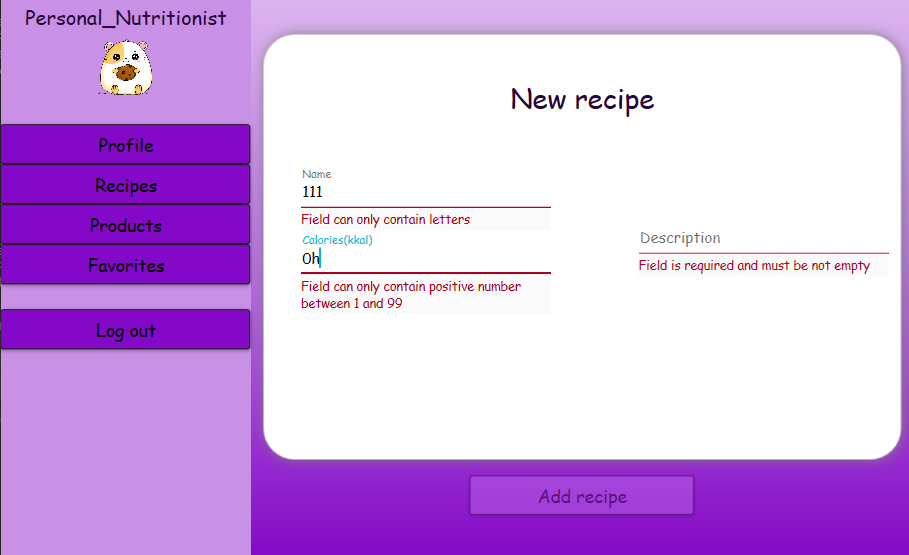 Personal_Nutritionist
Profile
Recipes
Products
Favorites
Log out
New recipe
Name
111
Field can only contain letters
Calories(kkal)
0h
Field can only contain positive number
between 1 and 99
Description
Field is required and must be not empty
Add recipe